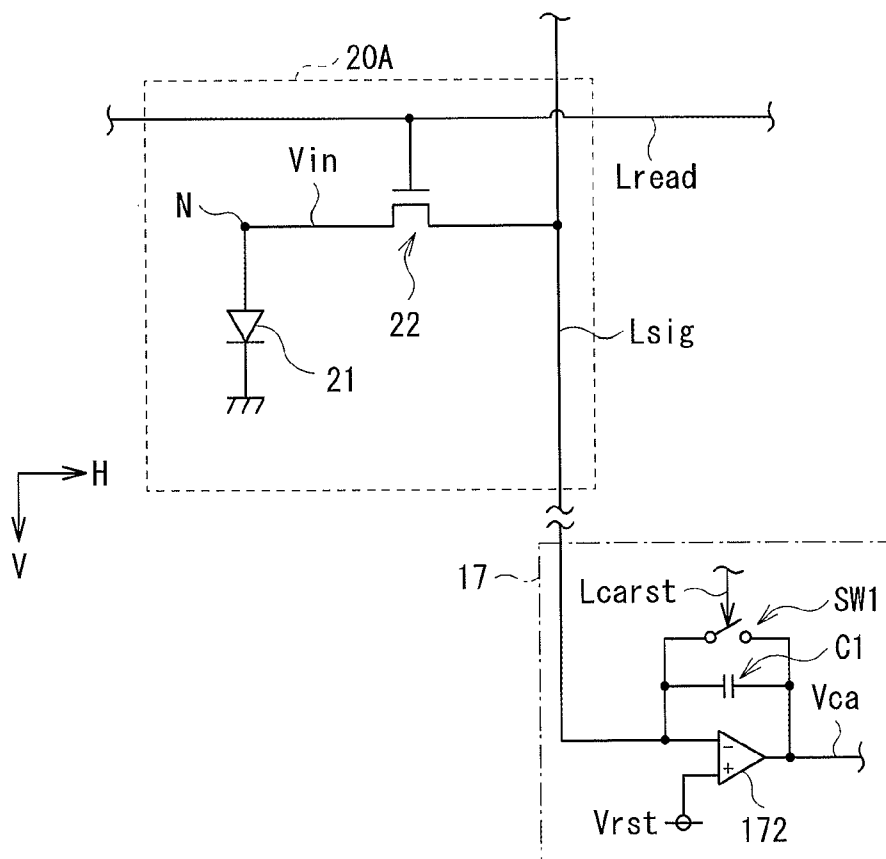 20A
Vin
Lread
N
22
Lsig
21
H
V
17
Lcarst
SW1
C1
Vca
−
+
Vrst
172